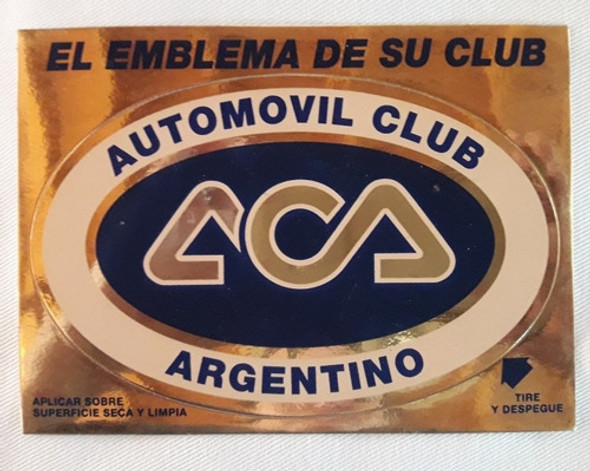 EL EMBLEMA DE SU CLUB
AUTOMOVIL CLUB
ACA
ARGENTINO
APLICAR SOBRE
SUPERFICIE SECA Y LIMPIA
TIRE
Y DESPEGUE